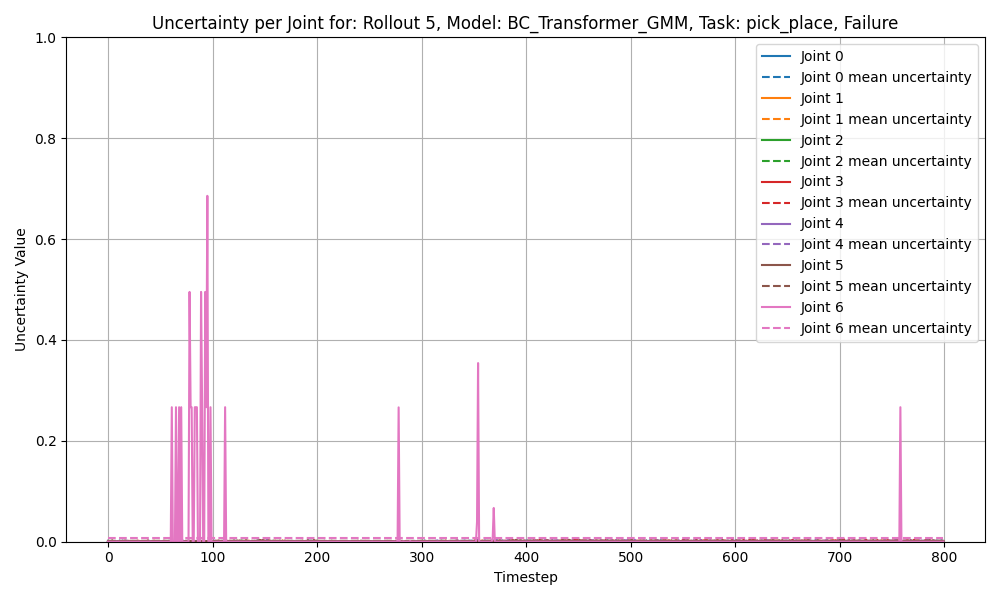 Uncertainty per Joint for: Rollout 5, Model: BC_Transformer_GMM, Task: pick_place, Failure
1.0
0.8
0.6
0.4
0.2
0.0
Uncertainty Value
Joint 0
Joint 0 mean uncertainty
Joint 1
Joint 1 mean uncertainty
Joint 2
Joint 2 mean uncertainty
Joint 3
Joint 3 mean uncertainty
Joint 4
Joint 4 mean uncertainty
Joint 5
Joint 5 mean uncertainty
Joint 6
Joint 6 mean uncertainty
0 100 200 300 400 500 600 700 800
Timestep